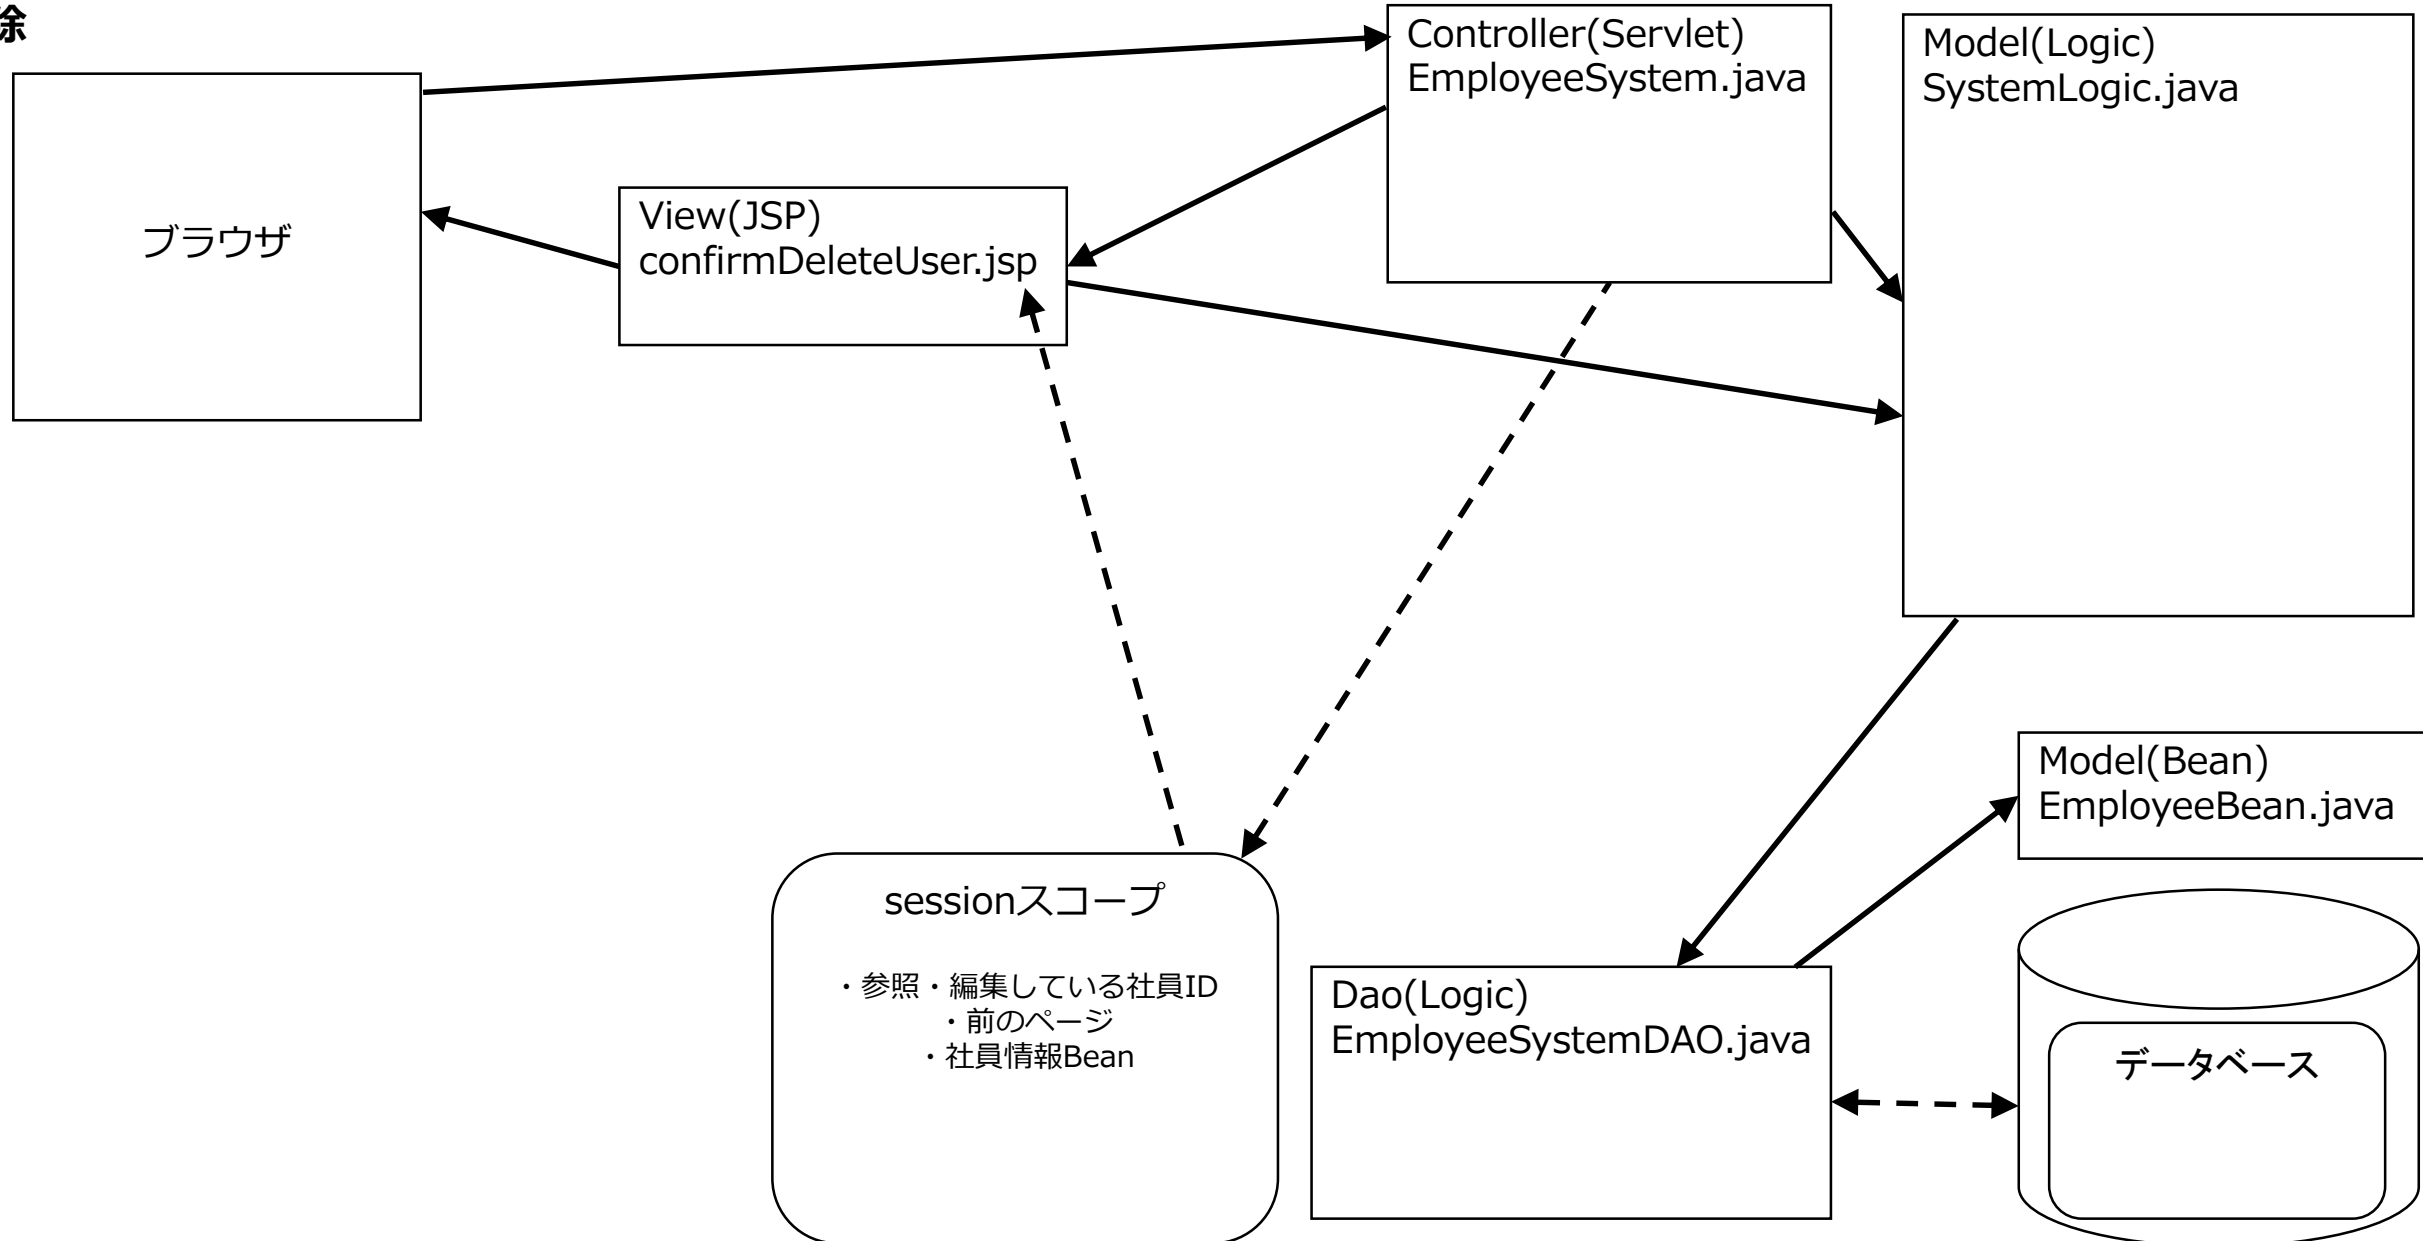 除
Controller(Servlet)
EmployeeSystem.java
Model(Logic)
SystemLogic.java
ブラウザ
View(JSP)
confirmDeleteUser.jsp
Model(Bean)
EmployeeBean.java
sessionスコープ
・参照・編集している社員ID
・前のページ
・社員情報Bean
Dao(Logic)
EmployeeSystemDAO.java
データベース